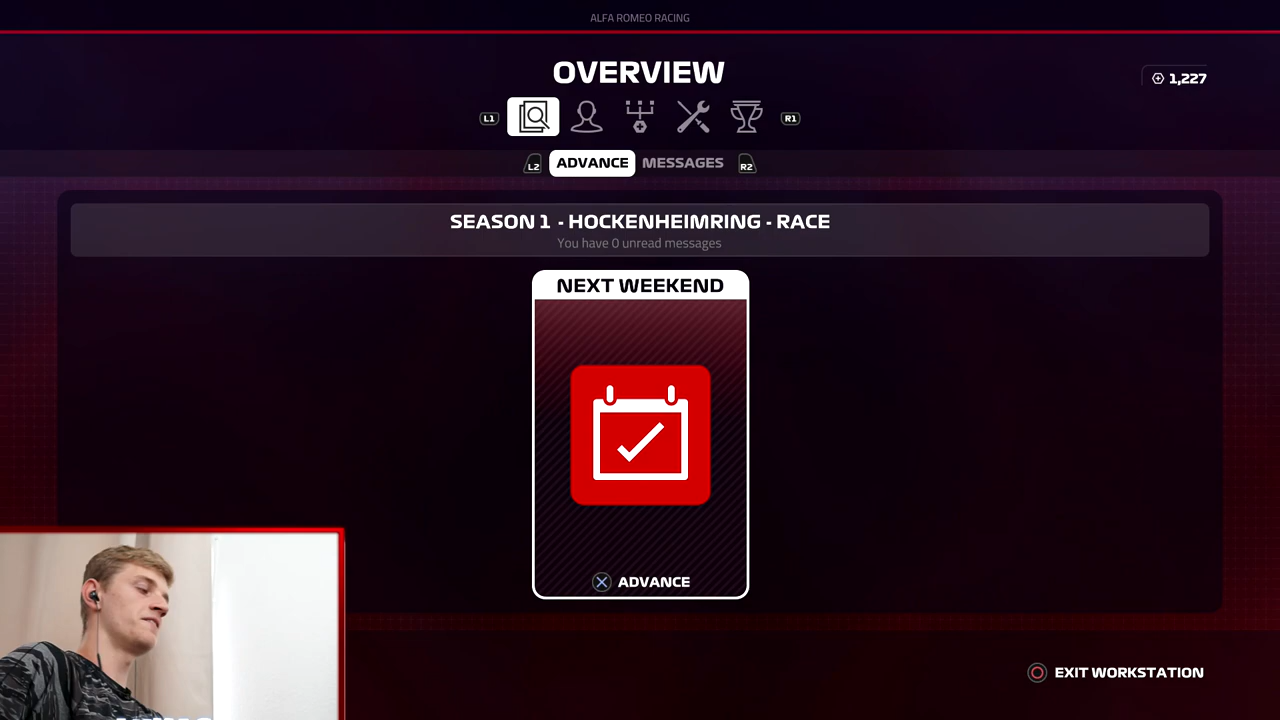 ALFA ROMEO RACING
OVERVIEW
1,227
L1
R1
L2
ADVANCE
MESSAGES
R2
SEASON 1 - HOCKENHEIMRING - RACE
You have 0 unread messages
NEXT WEEKEND
ADVANCE
EXIT WORKSTATION